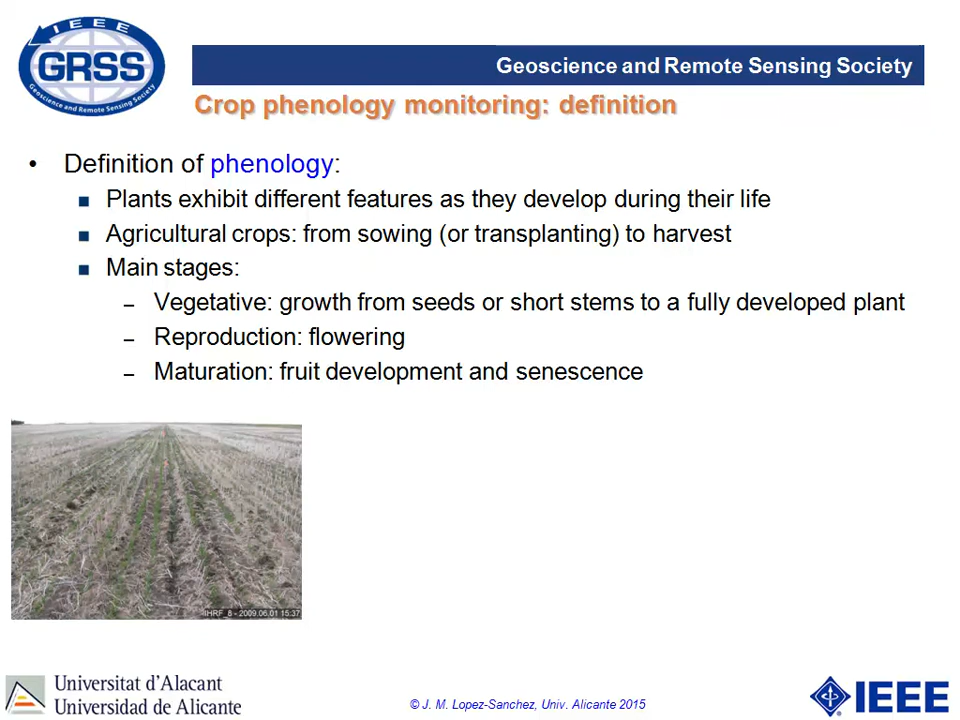 IEEE
GRSS
Geoscience and Remote Sensing Society
Geoscience and Remote Sensing Society
Crop phenology monitoring: definition
• Definition of phenology:
■ Plants exhibit different features as they develop during their life
■ Agricultural crops: from sowing (or transplanting) to harvest
■ Main stages:
– Vegetative: growth from seeds or short stems to a fully developed plant
– Reproduction: flowering
– Maturation: fruit development and senescence
IHRF_8 - 2009.06.01 15:37
Universitat d'Alacant
Universidad de Alicante
© J. M. Lopez-Sanchez, Univ. Alicante 2015
IEEE